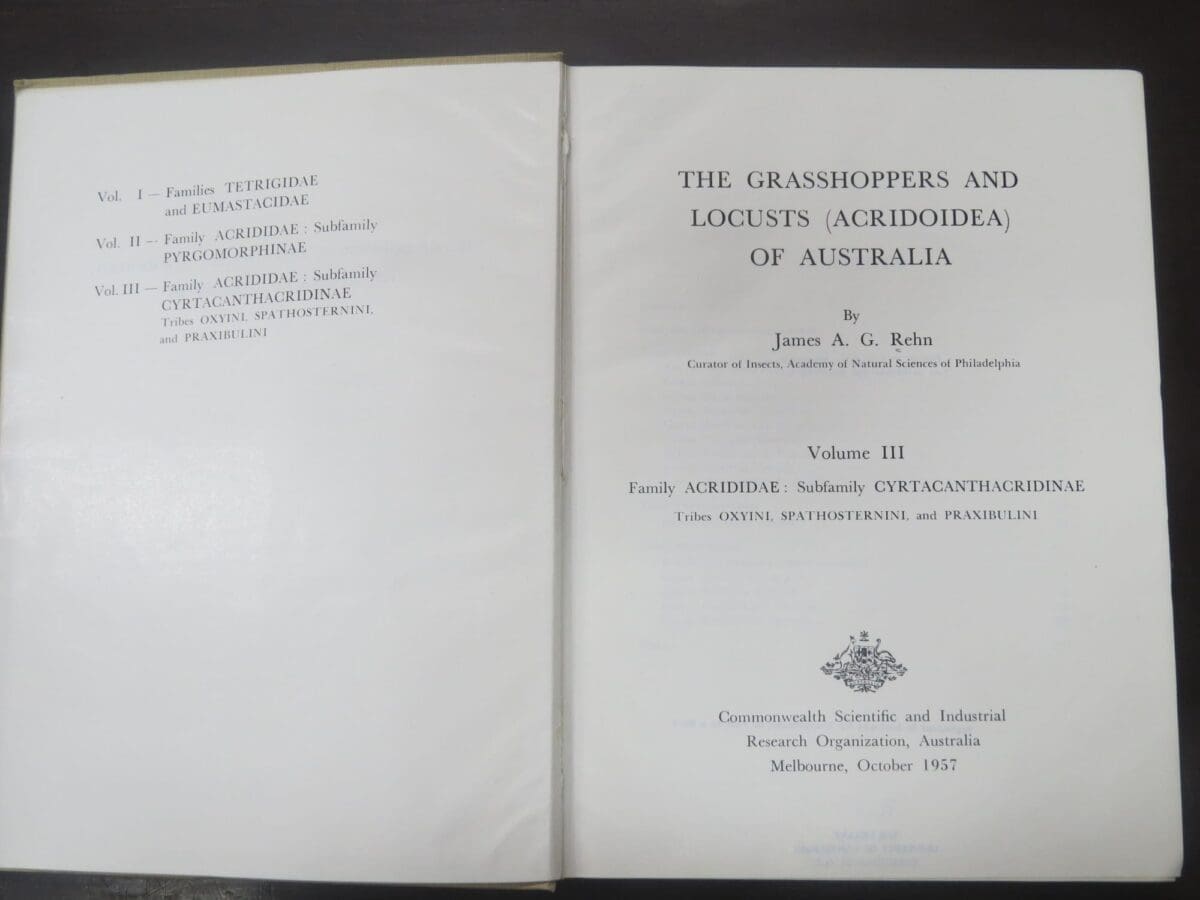 Vol. I — Families TETRIGIDAE
and EUMASTACIDAE
Vol. II — Family ACRIDIDAE : Subfamily
PYRGOMORPHINAE
Vol. III — Family ACRIDIDAE : Subfamily
CYRTACANTHACRIDINAE
Tribes OXYINI, SPATHOSTERNINI,
and PRAXIBULINI
THE GRASSHOPPERS AND
LOCUSTS (ACRIDOIDEA)
OF AUSTRALIA
By
James A. G. Rehn
Curator of Insects, Academy of Natural Sciences of Philadelphia
Volume III
Family ACRIDIDAE : Subfamily CYRTACANTHACRIDINAE
Tribes OXYINI, SPATHOSTERNINI, and PRAXIBULINI
Commonwealth Scientific and Industrial
Research Organization, Australia
Melbourne, October 1957